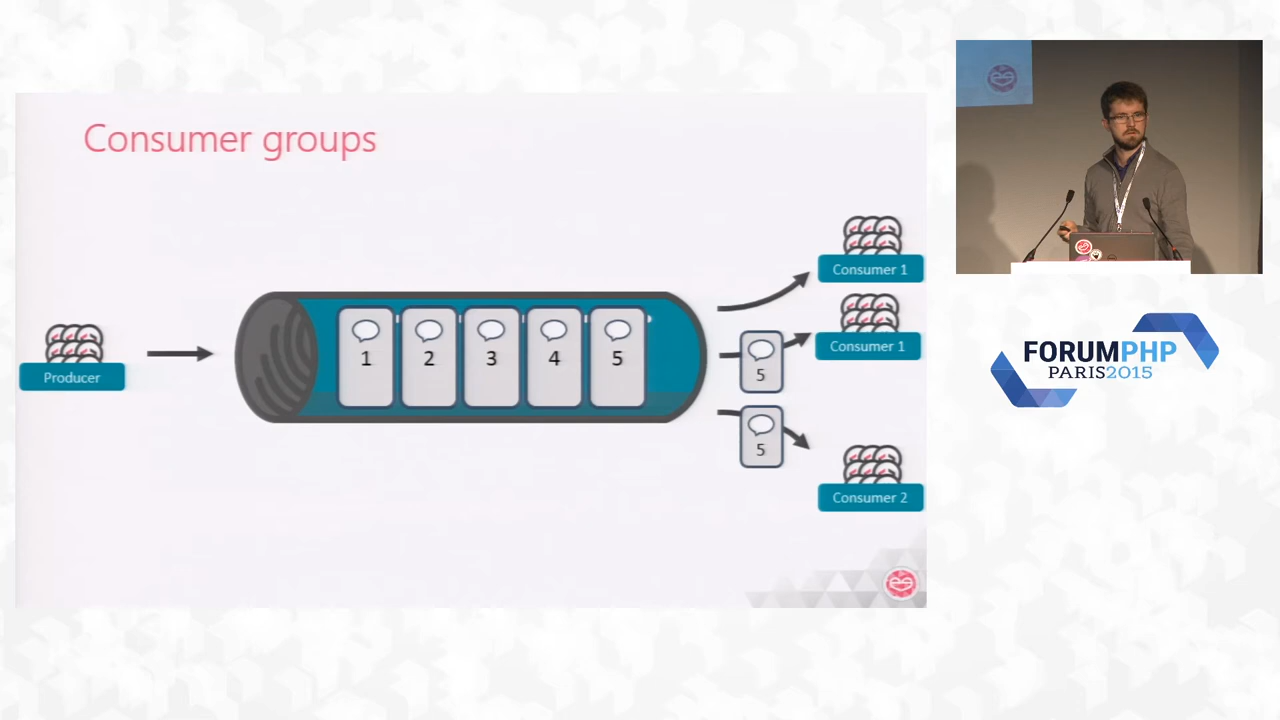 Consumer groups
Producer
1
2
3
4
5
5
5
Consumer 1
Consumer 1
Consumer 2
FORUMPHP
PARIS2015